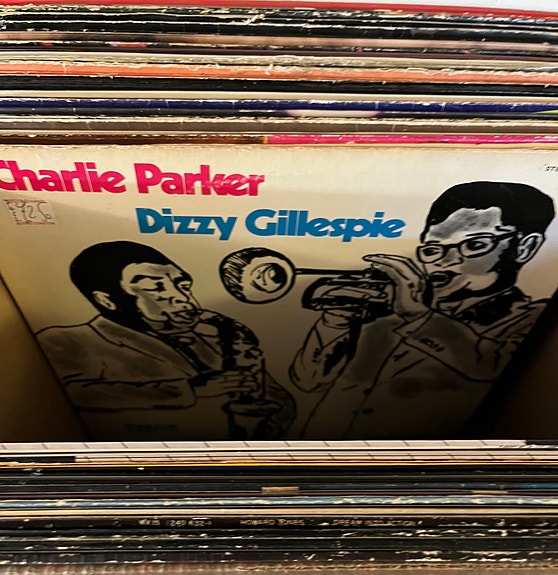 Charlie Parker
Dizzy Gillespie
HOWARD JONES DREAM INTO ACTION